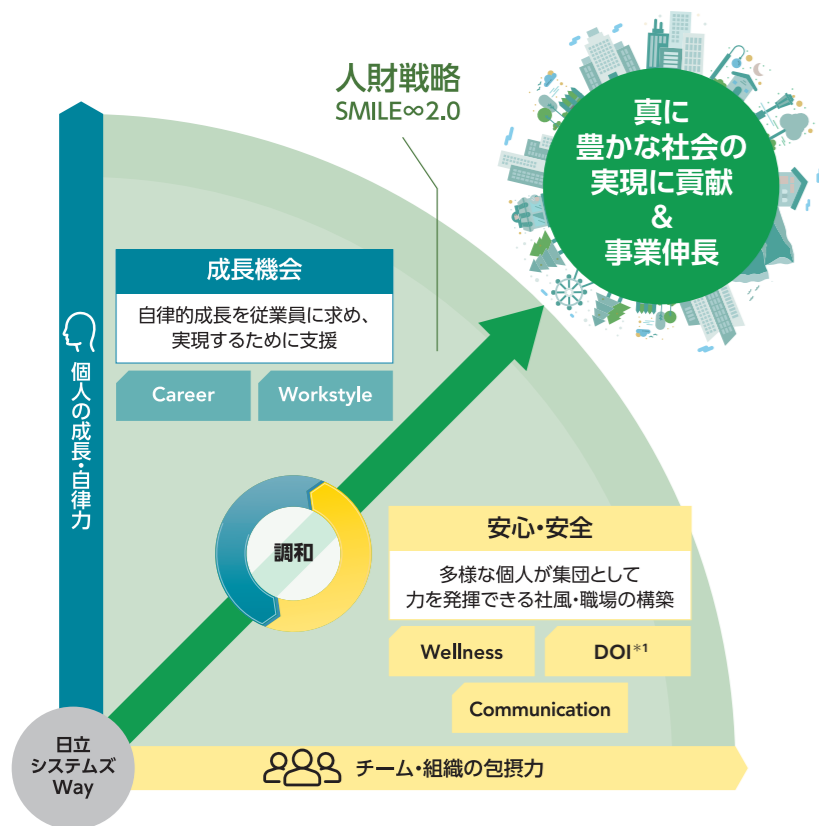 人財戦略
SMILE∞2.0
真に
豊かな社会の
実現に貢献
&
事業伸長
成長機会
自律的成長を従業員に求め、
実現するために支援
Career
Workstyle
個人の成長・自律力
調和
安心・安全
多様な個人が集団として
力を発揮できる社風・職場の構築
Wellness
DOI*1
Communication
日立
システムズ
Way
チーム・組織の包摂力